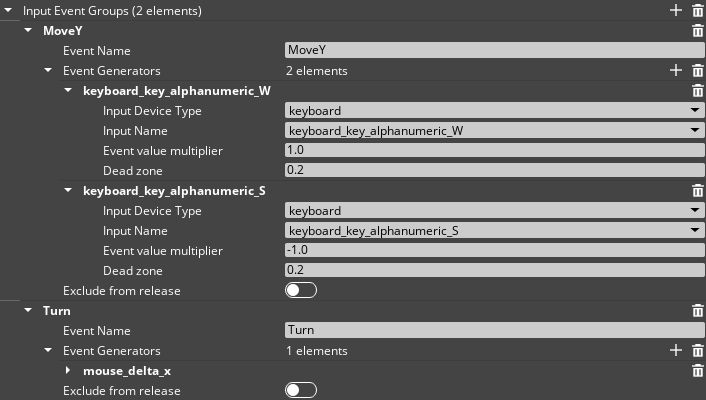 Input Event Groups (2 elements)
MoveY
Event Name MoveY
Event Generators 2 elements
keyboard_key_alphanumeric_W
Input Device Type keyboard
Input Name keyboard_key_alphanumeric_W
Event value multiplier 1.0
Dead zone 0.2
keyboard_key_alphanumeric_S
Input Device Type keyboard
Input Name keyboard_key_alphanumeric_S
Event value multiplier -1.0
Dead zone 0.2
Exclude from release
Turn
Event Name Turn
Event Generators 1 elements
mouse_delta_x
Exclude from release